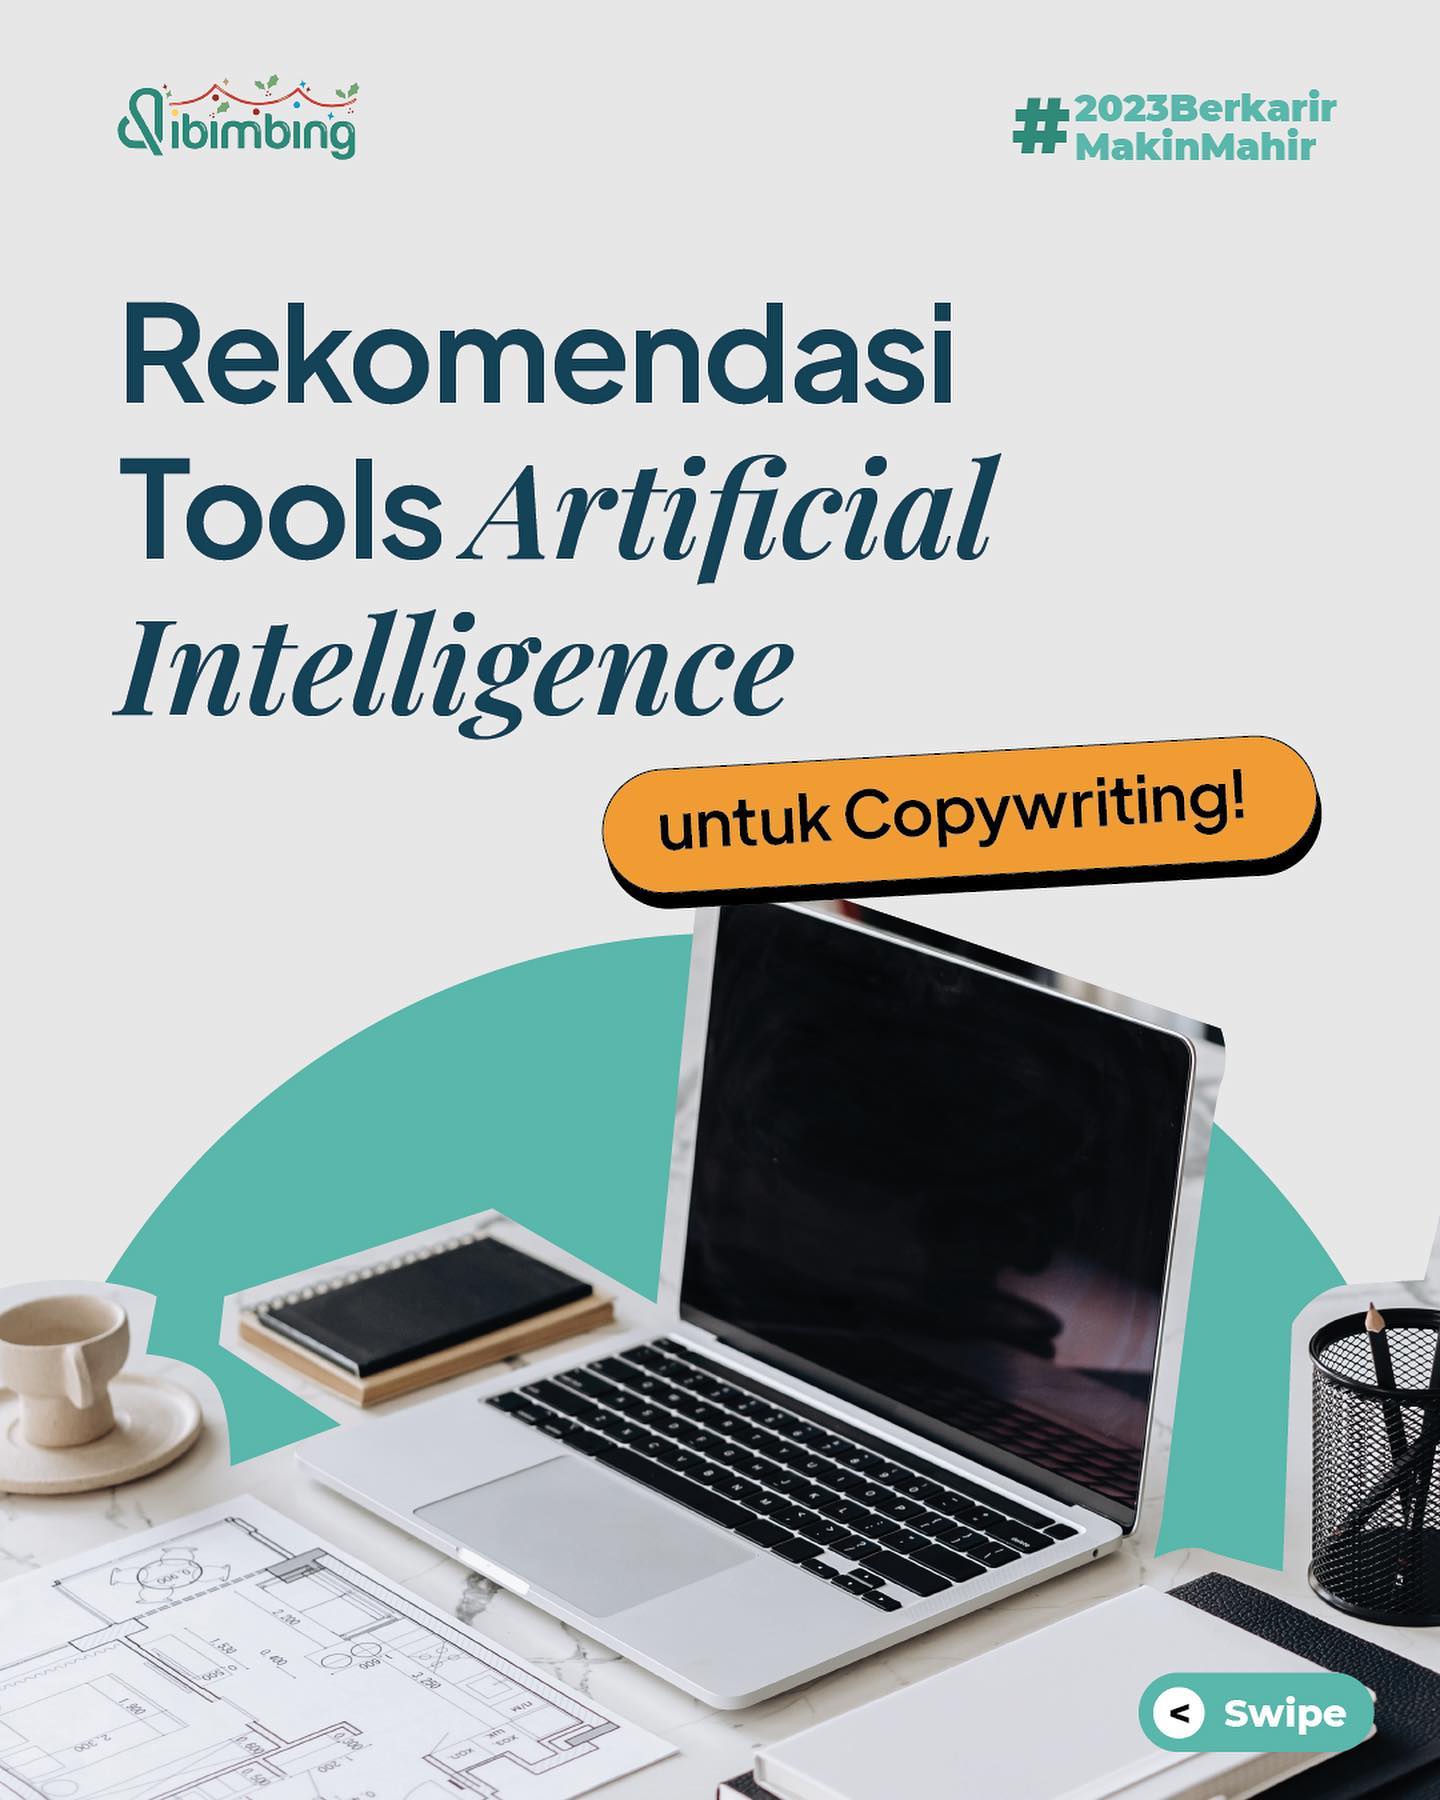 dibimbing
#2023Berkarir
MakinMahir
Rekomendasi
Tools Artificial
Intelligence
untuk Copywriting!
< Swipe